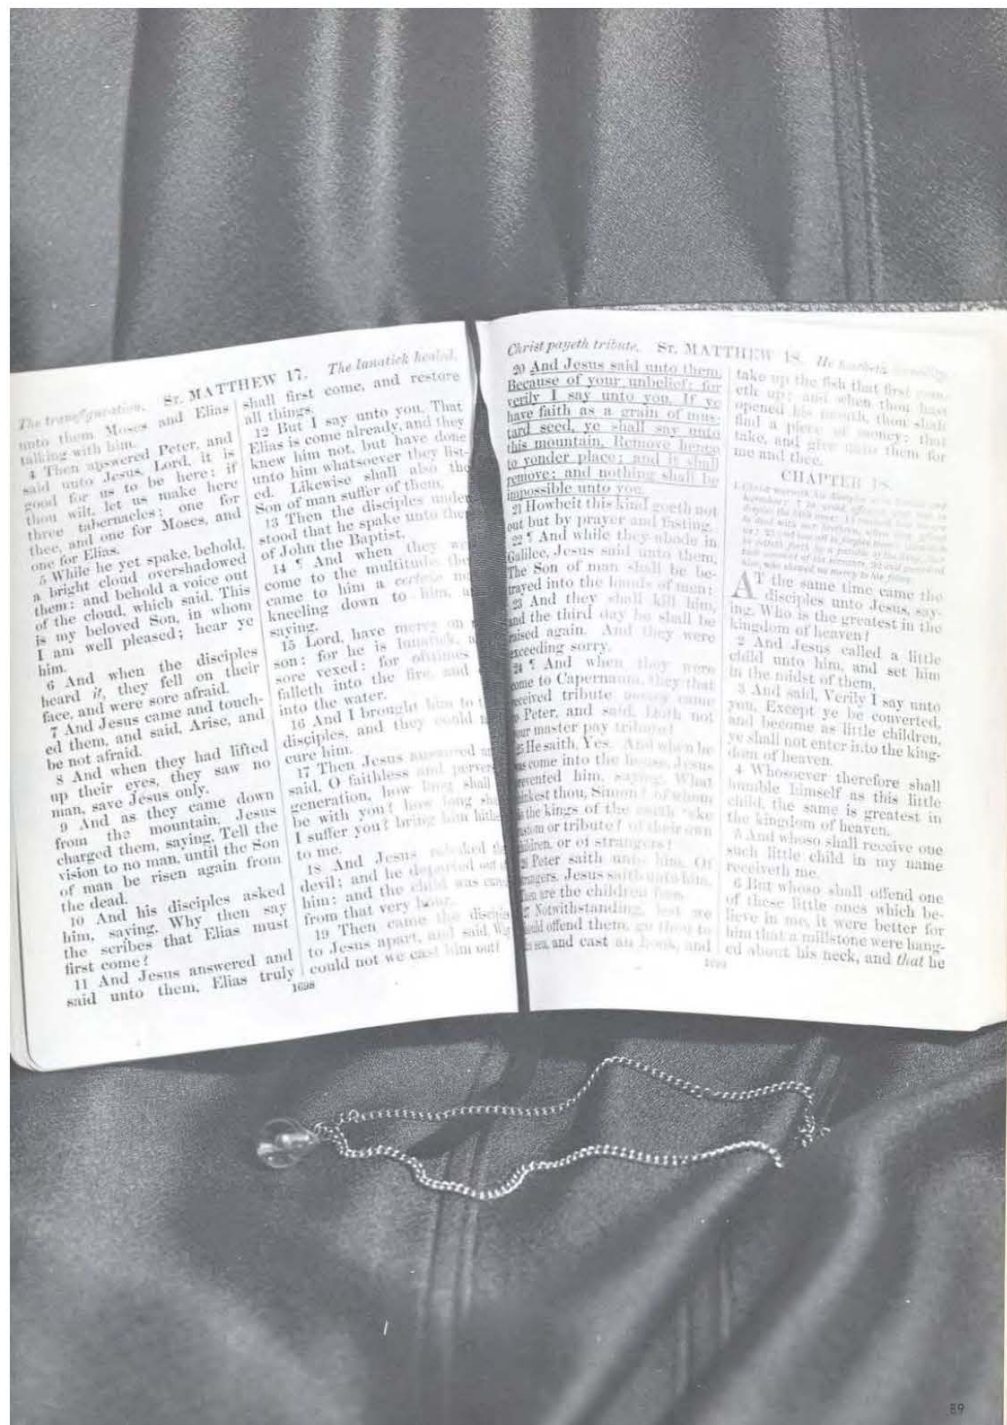 The transfiguration. St. MATTHEW 17. The lunatick healed.
unto them Moses and Elias
talking with him.
4 Then answered Peter, and
said unto Jesus, Lord, it is
good for us to be here: if
thou wilt, let us make here
three tabernacles; one for
thee, and one for Moses, and
one for Elias.
5 While he yet spake, behold,
a bright cloud overshadowed
them: and behold a voice out
of the cloud, which said, This
is my beloved Son, in whom
I am well pleased; hear ye
him.
6 And when the disciples
heard it, they fell on their
face, and were sore afraid.
7 And Jesus came and touch-
ed them, and said, Arise, and
be not afraid.
8 And when they had lifted
up their eyes, they saw no
man, save Jesus only.
9 And as they came down
from the mountain, Jesus
charged them, saying, Tell the
vision to no man, until the Son
of man be risen again from
the dead.
10 And his disciples asked
him, saying, Why then say
the scribes that Elias must
first come?
11 And Jesus answered and
said unto them, Elias truly
shall first come, and restore
all things.
12 But I say unto you, That
Elias is come already, and they
knew him not, but have done
unto him whatsoever they list-
ed. Likewise shall also the
Son of man suffer of them.
13 Then the disciples under
stood that he spake unto them
of John the Baptist.
14 ¶ And when they we
come to the multitude, the
came to him a certain m
kneeling down to him, a
saying,
15 Lord, have mercy on
son: for he is lunatick, a
sore vexed: for ofttimes
falleth into the fire, and
into the water.
16 And I brought him to t
disciples, and they could n
cure him.
17 Then Jesus answered an
said, O faithless and pervers
generation, how long shall
be with you? how long sha
I suffer you? bring him hithe
to me.
18 And Jesus rebuked the
devil; and he departed out o
him: and the child was cure
from that very hour.
19 Then came the disciple
to Jesus apart, and said, Why
could not we cast him out?
1698
Christ payeth tribute. St. MATTHEW 18. He teacheth humility
20 And Jesus said unto them,
Because of your unbelief: for
verily I say unto you, If ye
have faith as a grain of mus-
tard seed, ye shall say unto
this mountain, Remove hence
to yonder place; and it shall
remove; and nothing shall be
impossible unto you.
21 Howbeit this kind goeth not
out but by prayer and fasting.
22 ¶ And while they abode in
Galilee, Jesus said unto them,
The Son of man shall be be-
trayed into the hands of men:
23 And they shall kill him,
and the third day he shall be
raised again. And they were
exceeding sorry.
24 ¶ And when they were
come to Capernaum, they that
received tribute money came
to Peter, and said, Doth not
your master pay tribute?
25 He saith, Yes. And when he
was come into the house, Jesus
prevented him, saying, What
thinkest thou, Simon? of whom
do the kings of the earth take
custom or tribute? of their own
children, or of strangers?
26 Peter saith unto him, Of
strangers. Jesus saith unto him,
Then are the children free.
27 Notwithstanding, lest we
should offend them, go thou to
the sea, and cast an hook, and
take up the fish that first com-
eth up; and when thou hast
opened his mouth, thou shalt
find a piece of money: that
take, and give unto them for
me and thee.
CHAPTER 18.
him, who shewed no mercy to his fellow.
AT the same time came the
disciples unto Jesus, say-
ing, Who is the greatest in the
kingdom of heaven?
2 And Jesus called a little
child unto him, and set him
in the midst of them,
3 And said, Verily I say unto
you, Except ye be converted,
and become as little children,
ye shall not enter into the king-
dom of heaven.
4 Whosoever therefore shall
humble himself as this little
child, the same is greatest in
the kingdom of heaven.
5 And whoso shall receive one
such little child in my name
receiveth me.
6 But whoso shall offend one
of these little ones which be-
lieve in me, it were better for
him that a millstone were hang-
ed about his neck, and that he
1699
89